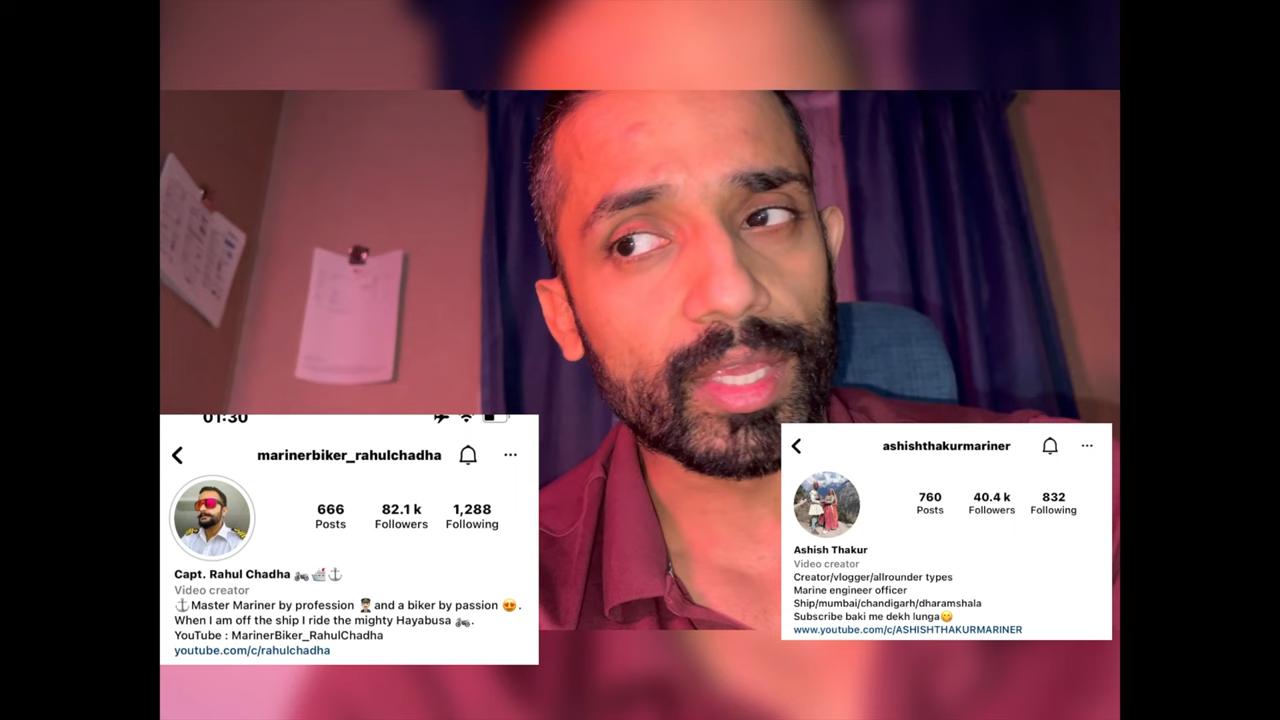 01:30
marinerbiker_rahulchadha
666 82.1 k 1,288
Posts Followers Following
Capt. Rahul Chadha 🏍️🚢⚓
Video creator
⚓Master Mariner by profession 👨🏻‍✈️and a biker by passion 😍.
When I am off the ship I ride the mighty Hayabusa 🏍️.
YouTube : MarinerBiker_RahulChadha
youtube.com/c/rahulchadha
ashishthakurmariner
760 40.4 k 832
Posts Followers Following
Ashish Thakur
Video creator
Creator/vlogger/allrounder types
Marine engineer officer
Ship/mumbai/chandigarh/dharamshala
Subscribe baki me dekh lunga😋
www.youtube.com/c/ASHISHTHAKURMARINER